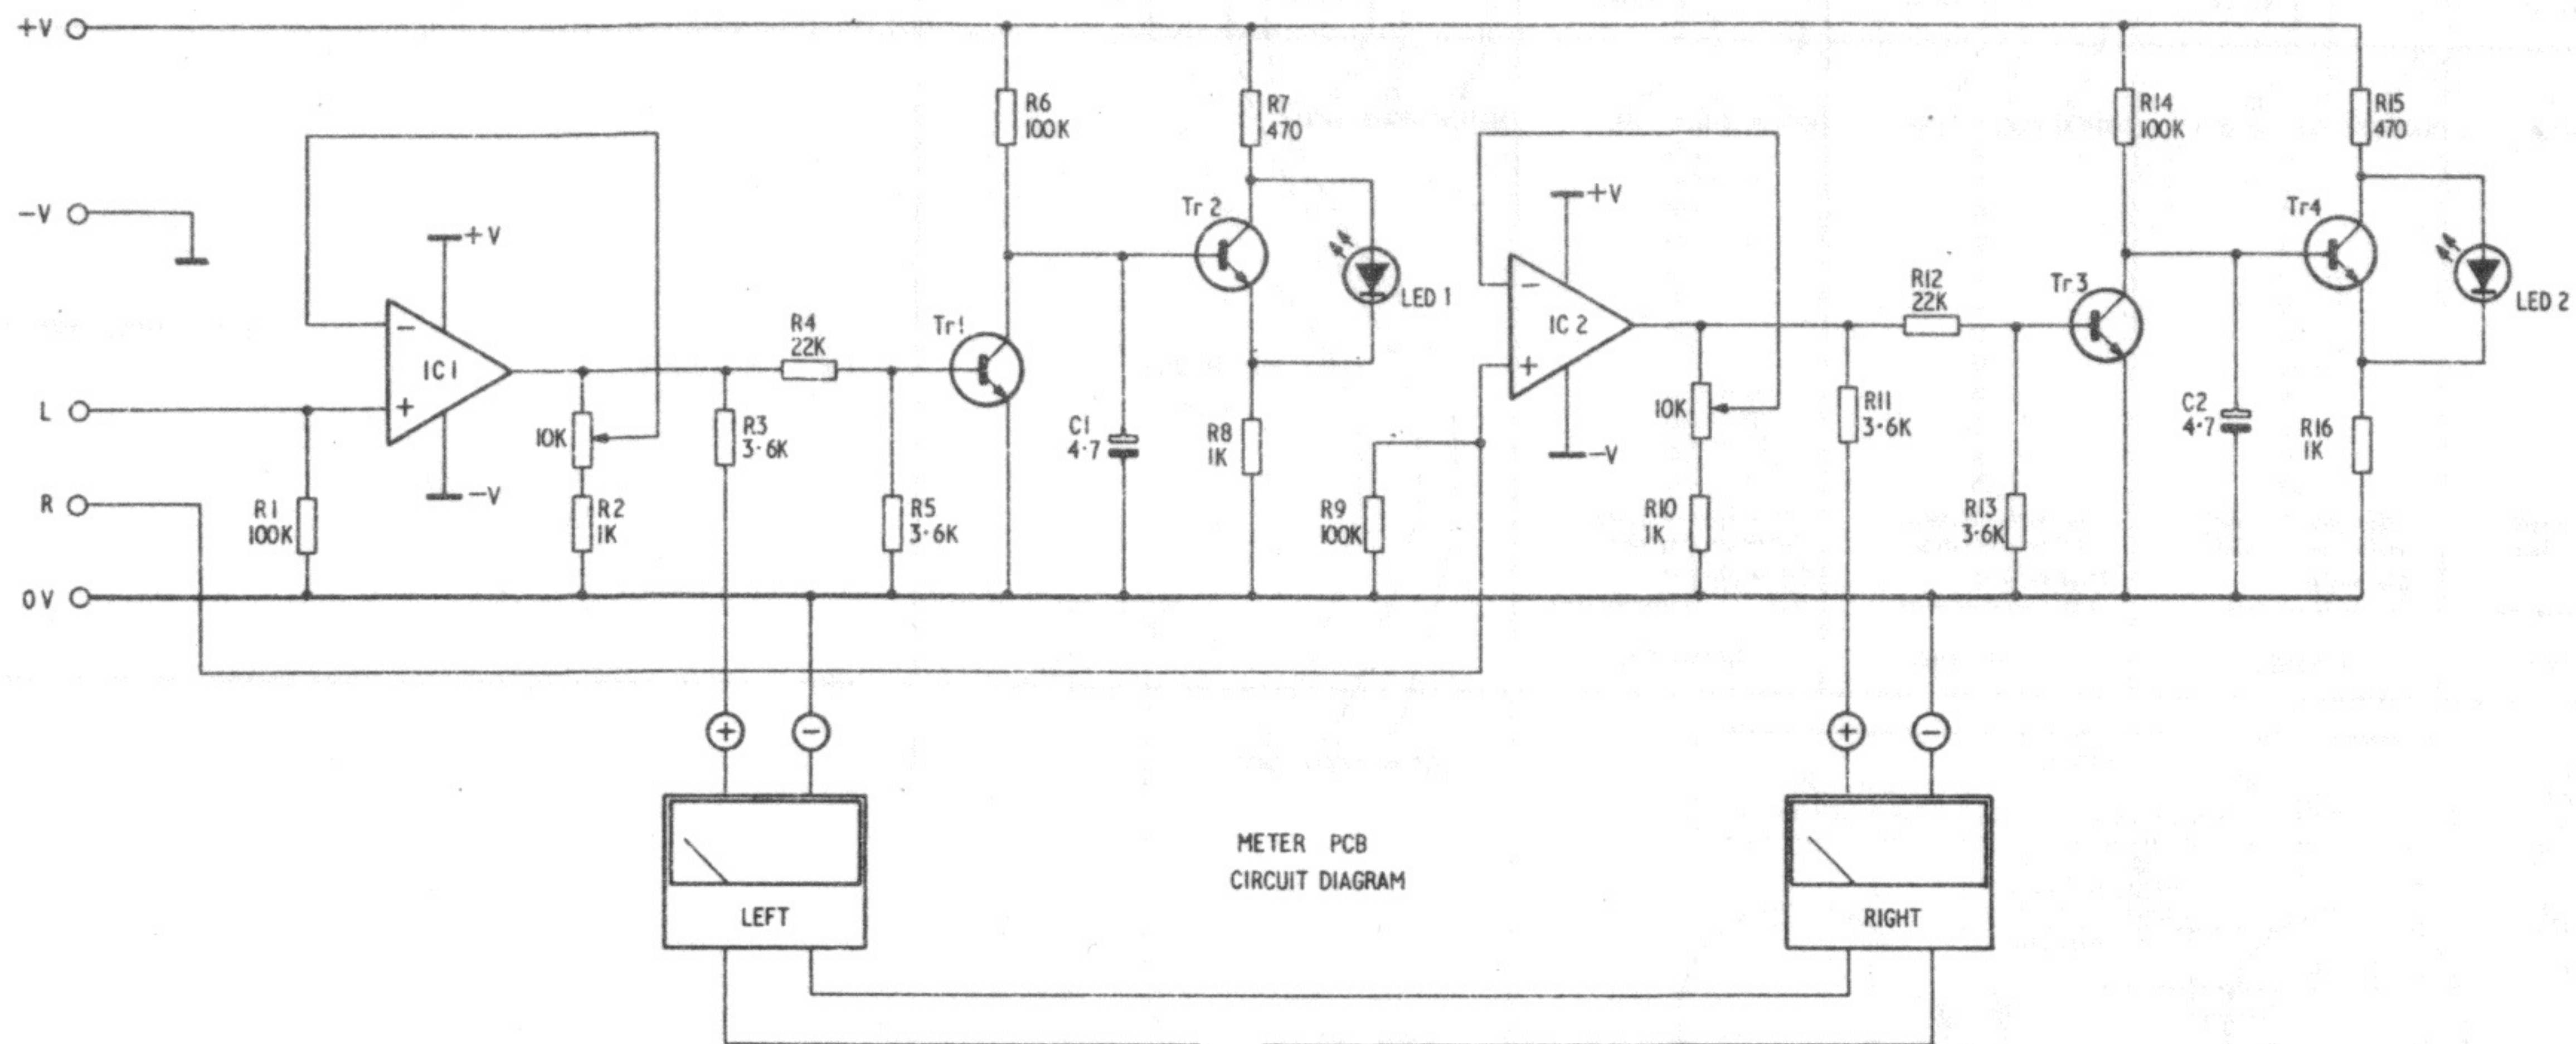 +V
-V
L
R
0V
R1
100K
-
+
IC1
+V
-V
10K
R2
1K
R3
3·6K
R4
22K
R5
3·6K
Tr1
R6
100K
C1
4·7
Tr2
R7
470
LED 1
R8
1K
R9
100K
-
+
IC2
+V
-V
10K
R10
1K
R11
3·6K
R12
22K
R13
3·6K
Tr3
R14
100K
C2
4·7
Tr4
R15
470
LED 2
R16
1K
+
-
LEFT
METER PCB
CIRCUIT DIAGRAM
+
-
RIGHT